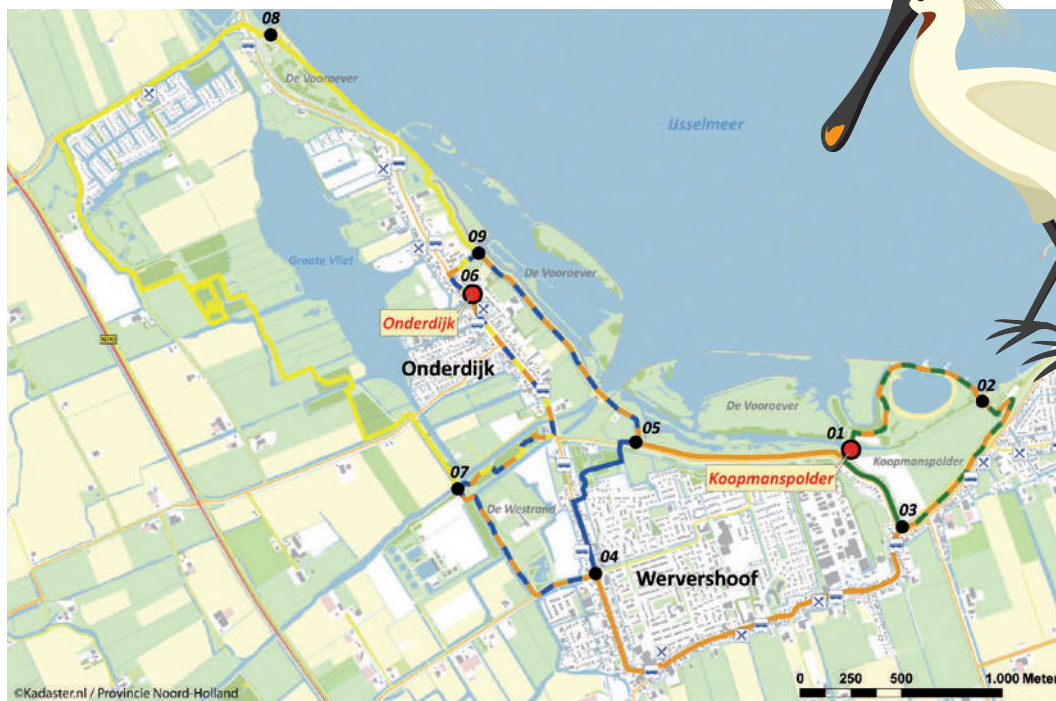 08
De Vooroever
IJsselmeer
09
De Vooroever
Groote Vliet
06
Onderdijk
Onderdijk
N240
De Vooroever
02
05
01
Koopmanspolder
Koopmanspolder
07
De Westrand
03
04
Wervershoof
©Kadaster.nl / Provincie Noord-Holland
0 250 500 1.000 Meter